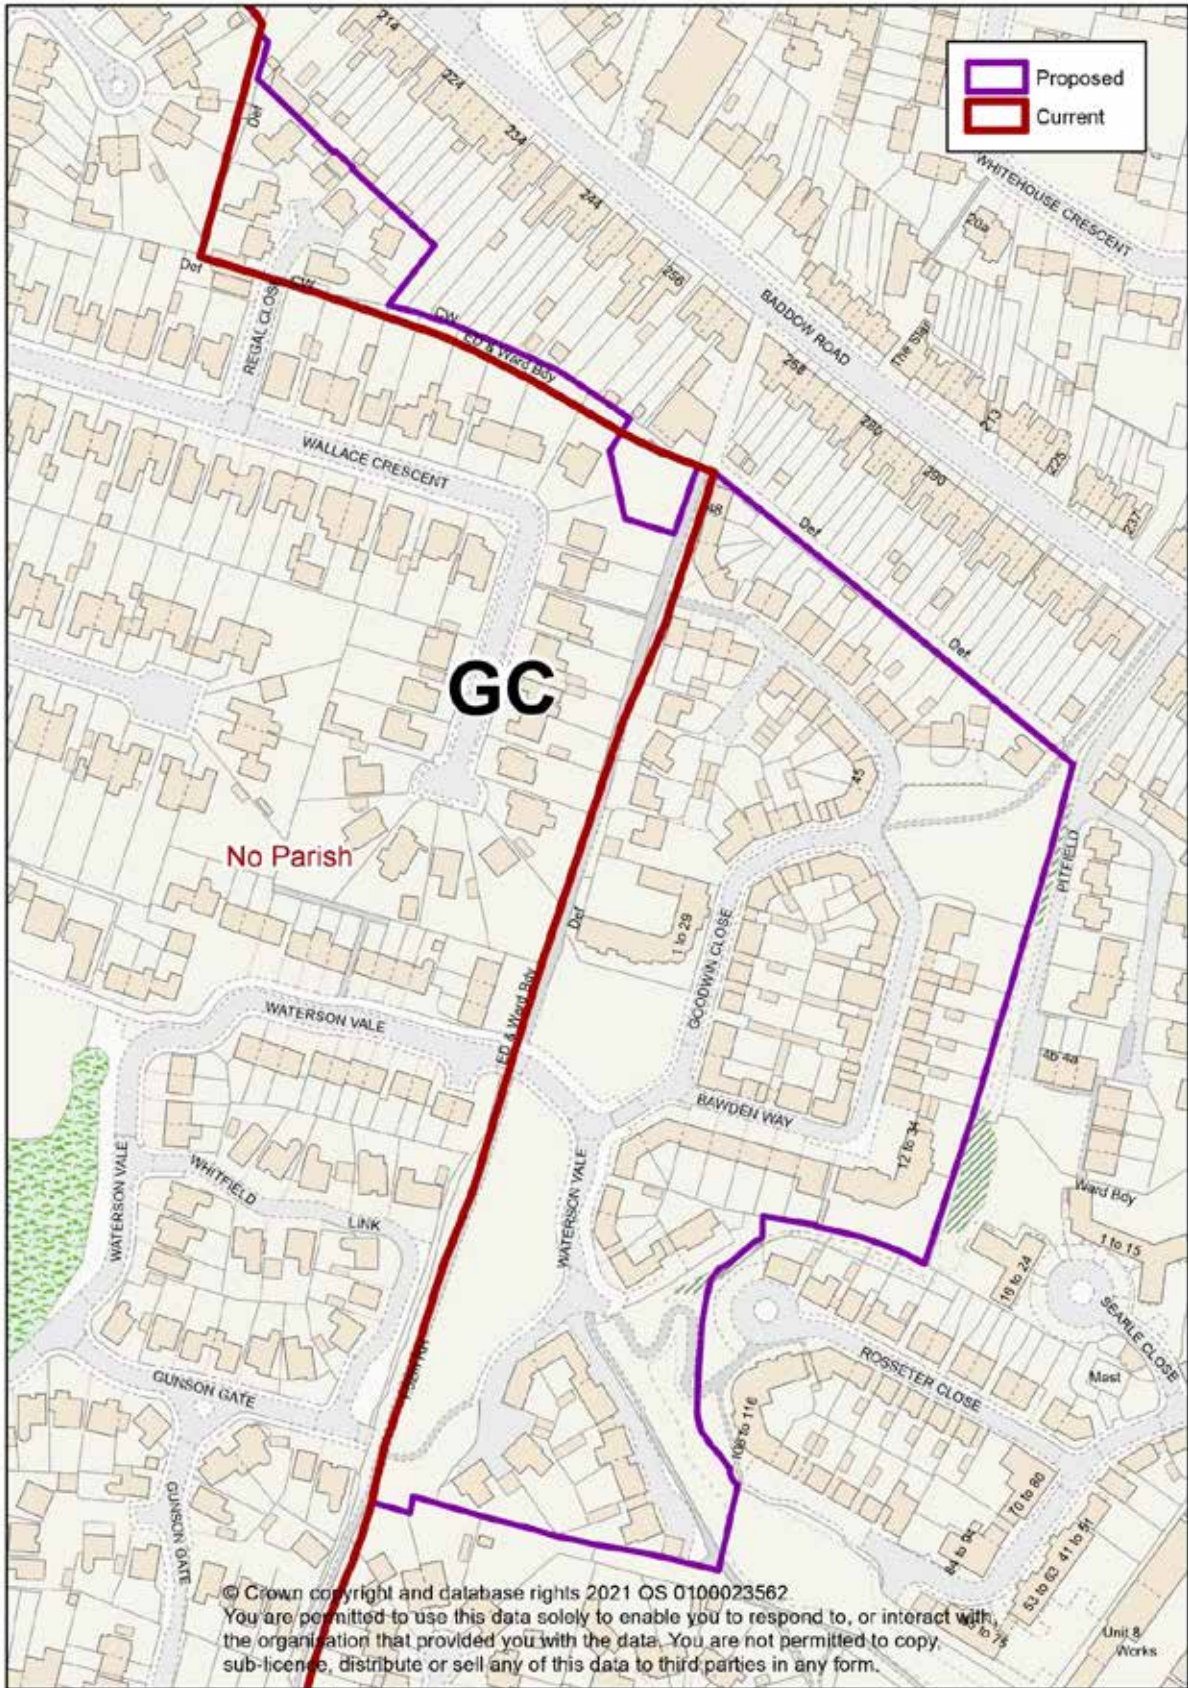 Proposed
Current
214
224
234
244
256
268
280
290
The Stair
213
225
237
20a
WHITEHOUSE CRESCENT
BADDOW ROAD
Def
Def
CW
CW
ED & Ward Bdy
REGAL CLOSE
WALLACE CRESCENT
48
Def
Def
GC
No Parish
45
PITFIELD
Def
1 to 29
GOODWIN CLOSE
ED & Ward Bdy
WATERSON VALE
4b 4a
BAWDEN WAY
12 to 34
Ward Bdy
1 to 15
16 to 24
WATERSON VALE
WHITFIELD
LINK
WATERSON VALE
SEARLE CLOSE
Mast
ROSSETER CLOSE
GUNSON GATE
106 to 116
70 to 80
GUNSON GATE
84 to 94
41 to 51
53 to 63
© Crown copyright and database rights 2021 OS 0100023562
You are permitted to use this data solely to enable you to respond to, or interact with,
the organisation that provided you with the data. You are not permitted to copy,
sub-licence, distribute or sell any of this data to third parties in any form.
Unit 8
Works